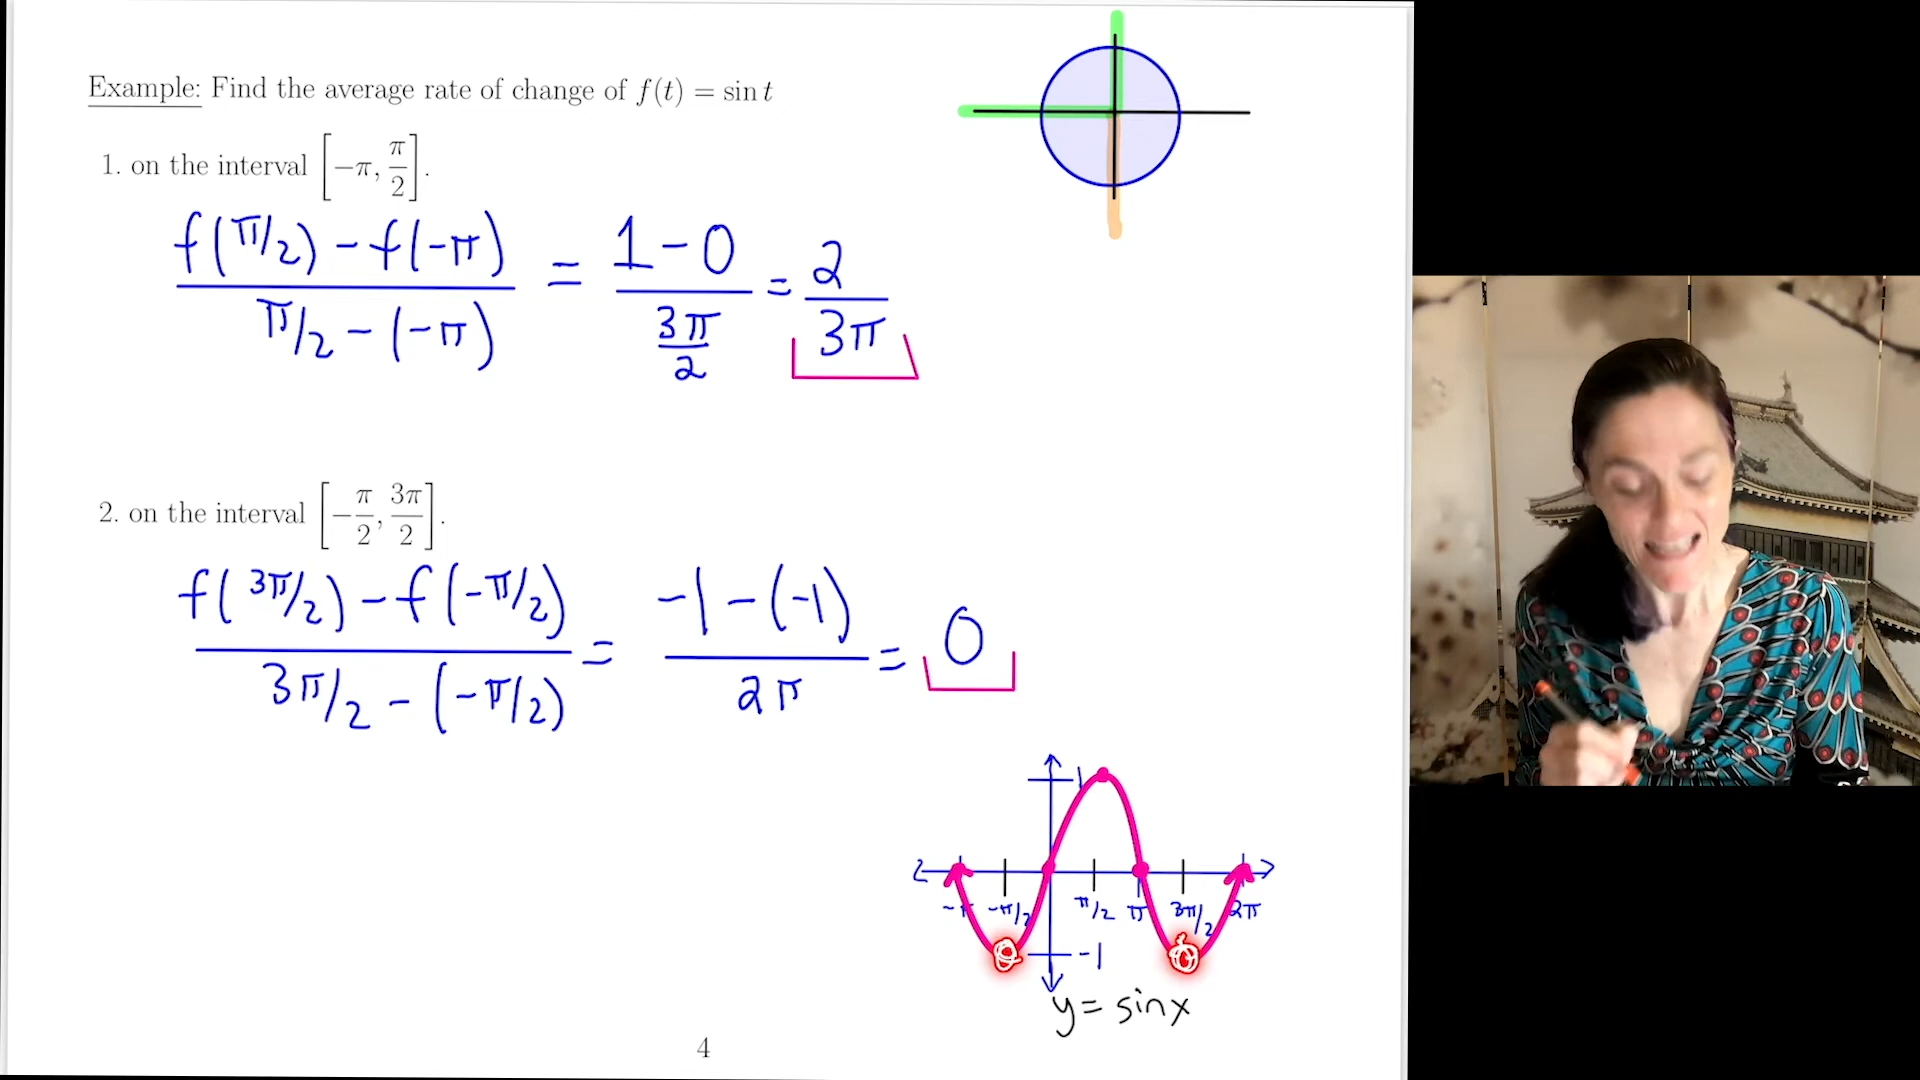 Example: Find the average rate of change of f(t) = sin t
1. on the interval [−π, π/2].
f(π/2) − f(−π) / π/2 − (−π) = 1 − 0 / 3π/2 = 2/3π
2. on the interval [−π/2, 3π/2].
f(3π/2) − f(−π/2) / 3π/2 − (−π/2) = −1 − (−1) / 2π = 0
1
−π −π/2 π/2 π 3π/2 2π
−1
y = sin x
4